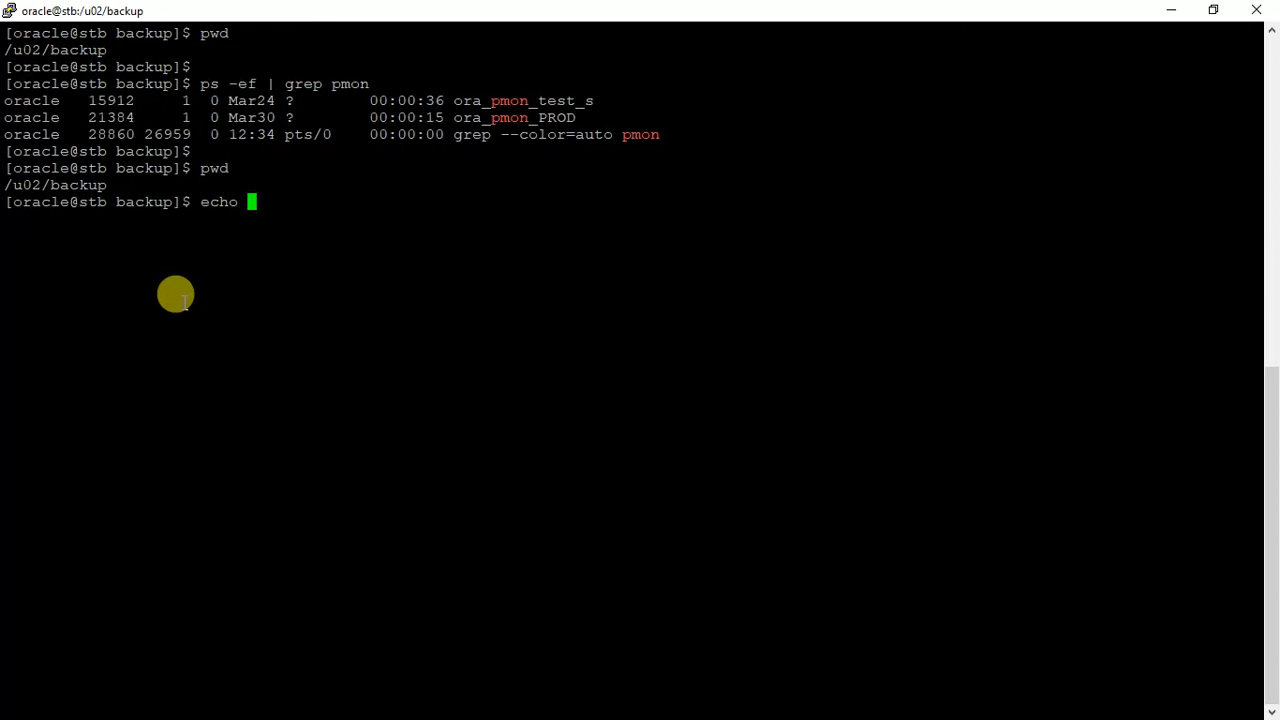 oracle@stb:/u02/backup
[oracle@stb backup]$ pwd
/u02/backup
[oracle@stb backup]$
[oracle@stb backup]$ ps -ef | grep pmon
oracle   15912     1  0 Mar24 ?        00:00:36 ora_pmon_test_s
oracle   21384     1  0 Mar30 ?        00:00:15 ora_pmon_PROD
oracle   28860 26959  0 12:34 pts/0    00:00:00 grep --color=auto pmon
[oracle@stb backup]$
[oracle@stb backup]$ pwd
/u02/backup
[oracle@stb backup]$ echo